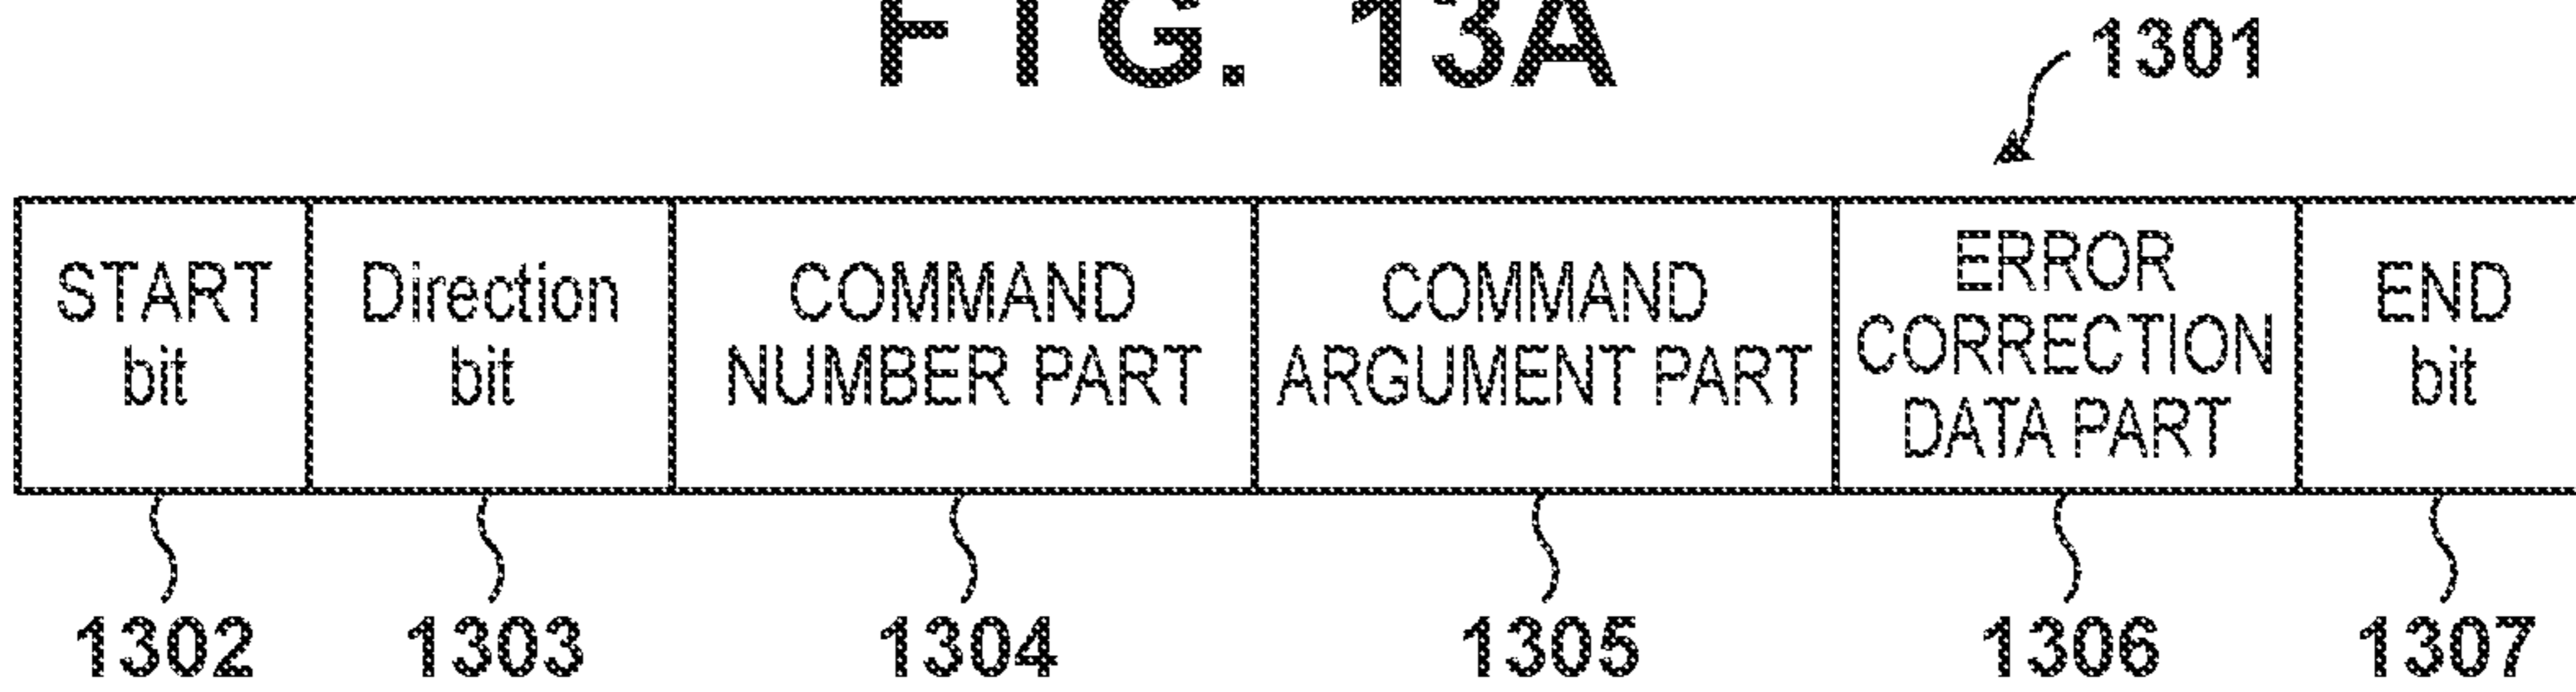 FIG. 13A
1301
START
bit
Direction
bit
COMMAND
NUMBER PART
COMMAND
ARGUMENT PART
ERROR
CORRECTION
DATA PART
END
bit
1302 1303 1304 1305 1306 1307